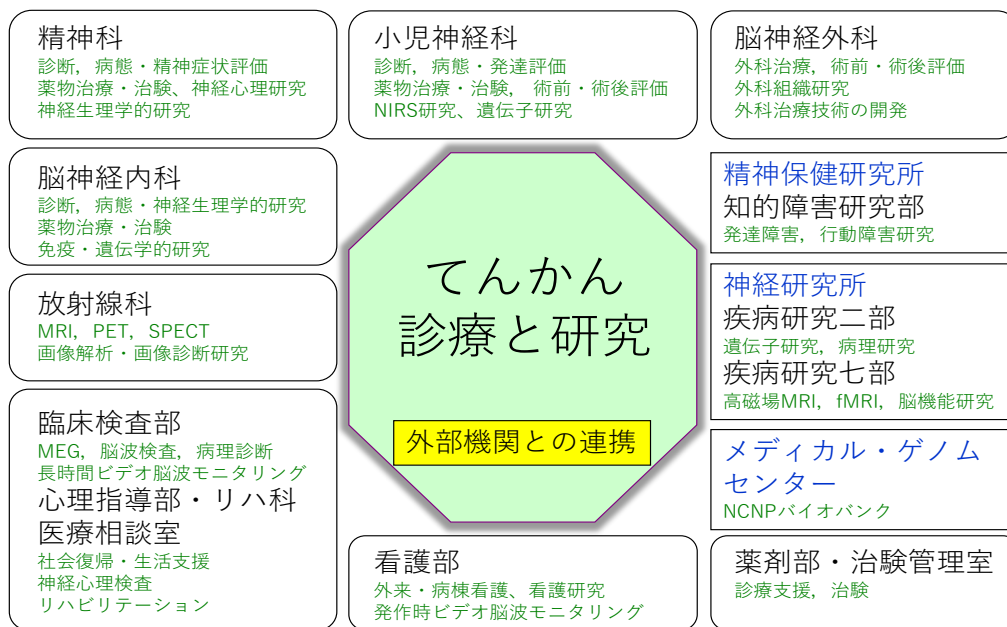 精神科
診断, 病態・精神症状評価
薬物治療・治験、神経心理研究
神経生理学的研究
小児神経科
診断, 病態・発達評価
薬物治療・治験, 術前・術後評価
NIRS研究、遺伝子研究
脳神経外科
外科治療, 術前・術後評価
外科組織研究
外科治療技術の開発
脳神経内科
診断, 病態・神経生理学的研究
薬物治療・治験
免疫・遺伝学的研究
放射線科
MRI, PET, SPECT
画像解析・画像診断研究
臨床検査部
MEG, 脳波検査, 病理診断
長時間ビデオ脳波モニタリング
心理指導部・リハ科
医療相談室
社会復帰・生活支援
神経心理検査
リハビリテーション
てんかん
診療と研究
外部機関との連携
看護部
外来・病棟看護、看護研究
発作時ビデオ脳波モニタリング
精神保健研究所
知的障害研究部
発達障害, 行動障害研究
神経研究所
疾病研究二部
遺伝子研究, 病理研究
疾病研究七部
高磁場MRI, fMRI, 脳機能研究
メディカル・ゲノム
センター
NCNPバイオバンク
薬剤部・治験管理室
診療支援, 治験